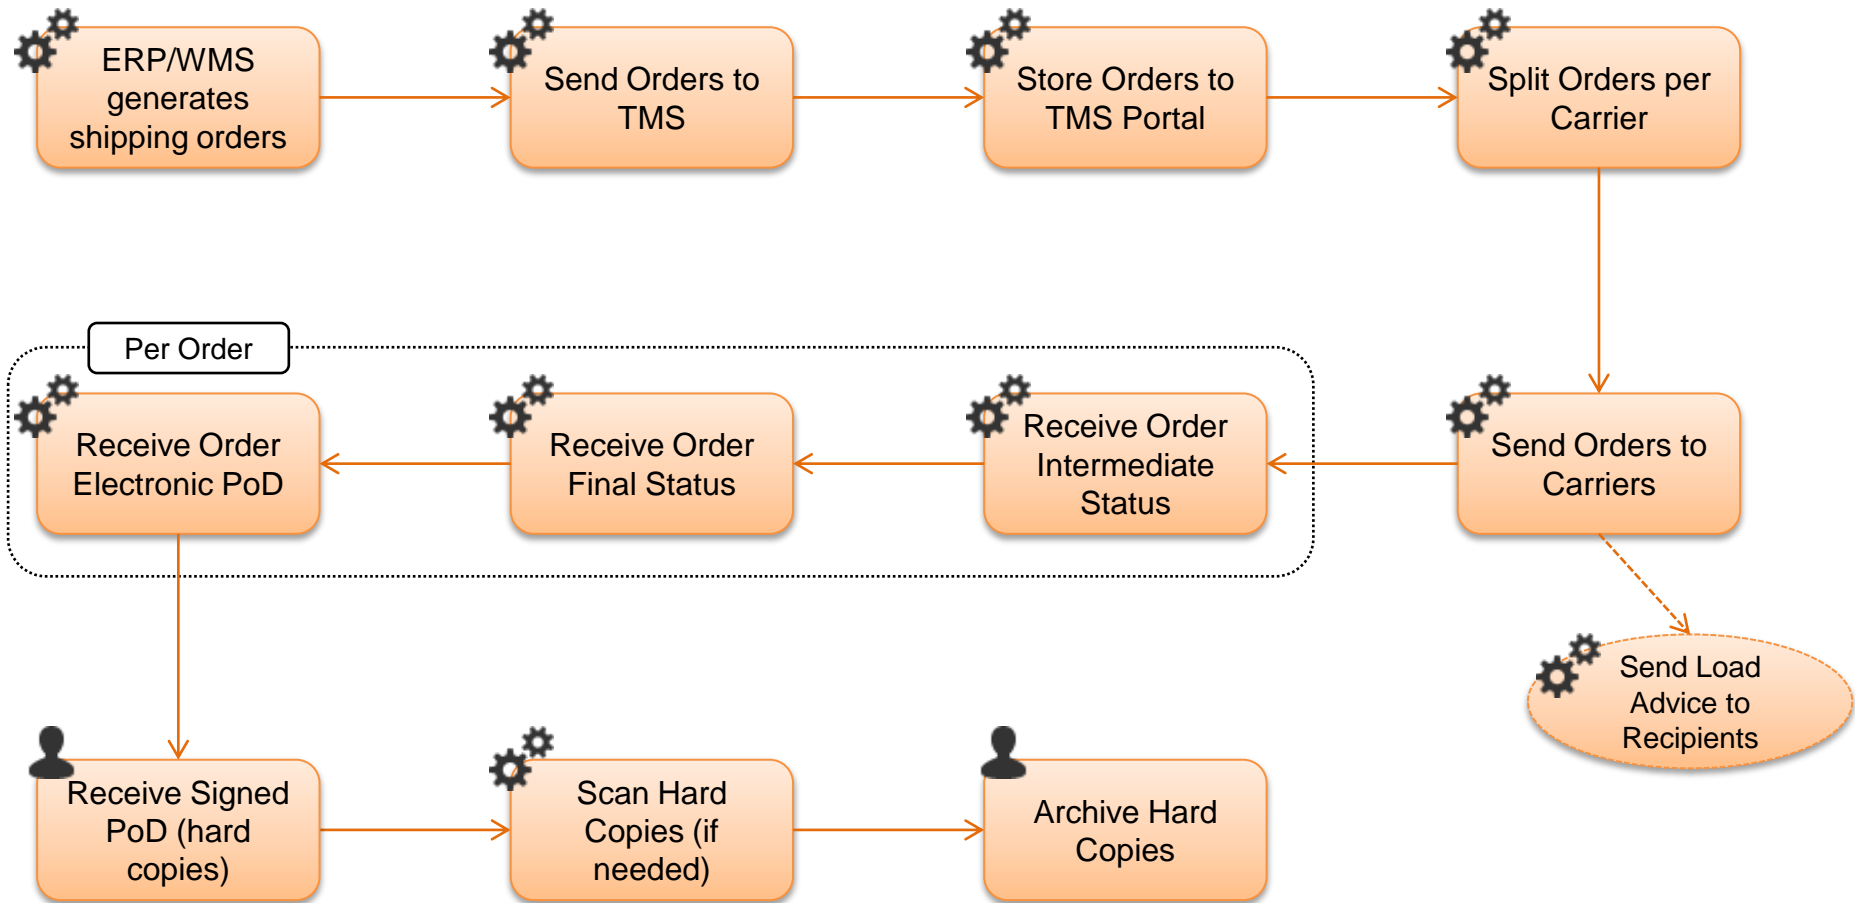 ERP/WMS
generates
shipping orders
Send Orders to
TMS
Store Orders to
TMS Portal
Split Orders per
Carrier
Per Order
Receive Order
Electronic PoD
Receive Order
Final Status
Receive Order
Intermediate
Status
Send Orders to
Carriers
Send Load
Advice to
Recipients
Receive Signed
PoD (hard
copies)
Scan Hard
Copies (if
needed)
Archive Hard
Copies